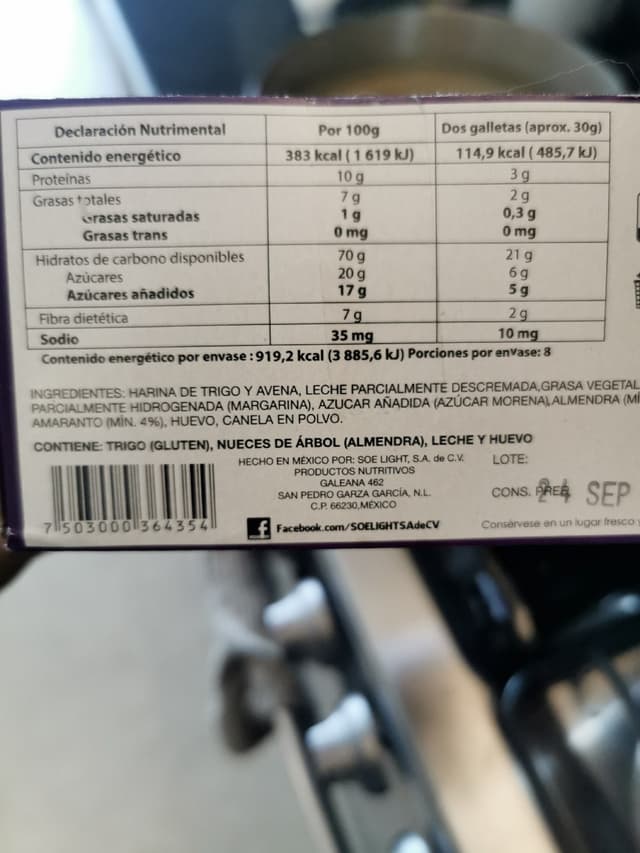 Declaración Nutrimental Por 100g Dos galletas (aprox. 30g)
Contenido energético 383 kcal ( 1 619 kJ) 114,9 kcal ( 485,7 kJ)
Proteínas 10 g 3 g
Grasas totales 7 g 2 g
Grasas saturadas 1 g 0,3 g
Grasas trans 0 mg 0 mg
Hidratos de carbono disponibles 70 g 21 g
Azúcares 20 g 6 g
Azúcares añadidos 17 g 5 g
Fibra dietética 7 g 2 g
Sodio 35 mg 10 mg
Contenido energético por envase :919,2 kcal (3 885,6 kJ) Porciones por envase: 8
INGREDIENTES: HARINA DE TRIGO Y AVENA, LECHE PARCIALMENTE DESCREMADA,GRASA VEGETAL
PARCIALMENTE HIDROGENADA (MARGARINA), AZUCAR AÑADIDA (AZÚCAR MORENA),ALMENDRA (MÍ
AMARANTO (MÍN. 4%), HUEVO, CANELA EN POLVO.
CONTIENE: TRIGO (GLUTEN), NUECES DE ÁRBOL (ALMENDRA), LECHE Y HUEVO
HECHO EN MÉXICO POR: SOE LIGHT, S.A. de C.V. LOTE:
PRODUCTOS NUTRITIVOS
GALEANA 462
SAN PEDRO GARZA GARCÍA, N.L.
C.P. 66230,MÉXICO
CONS. PREF. 24 SEP
7 503000 364354
f Facebook.com/SOELIGHTSAdeCV
Consérvese en un lugar fresco y